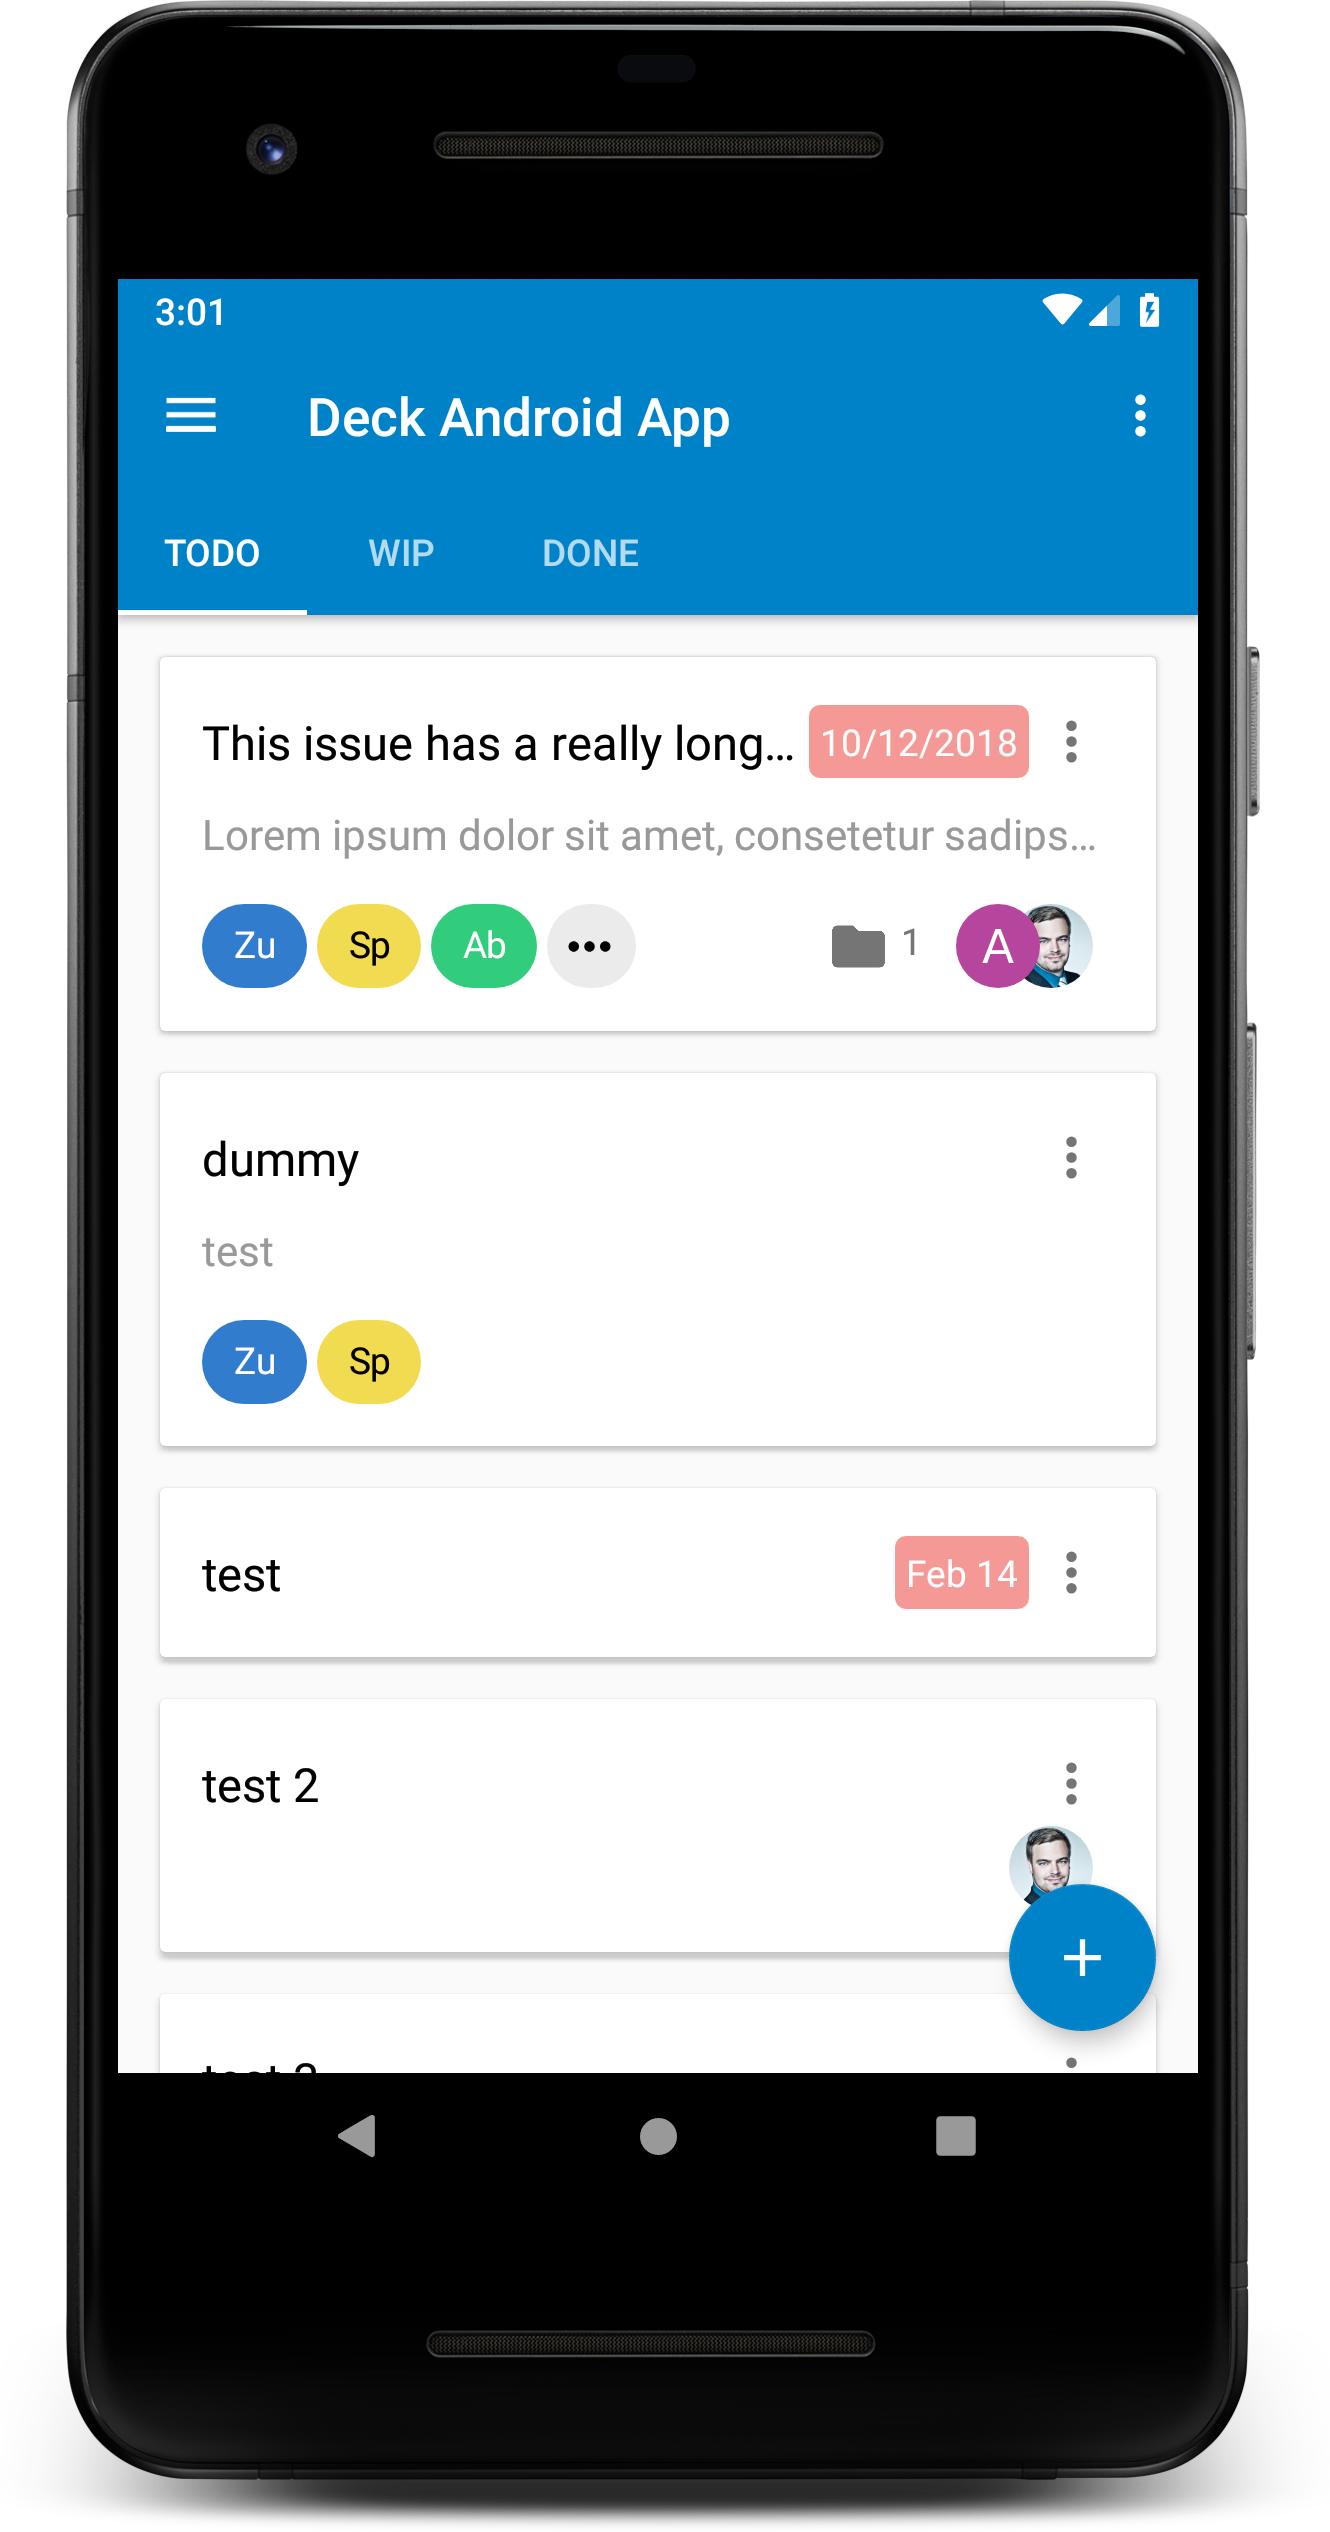 3:01
Deck Android App
TODO WIP DONE
This issue has a really long... 10/12/2018
Lorem ipsum dolor sit amet, consetetur sadips...
Zu Sp Ab ••• 1 A
dummy
test
Zu Sp
test Feb 14
test 2